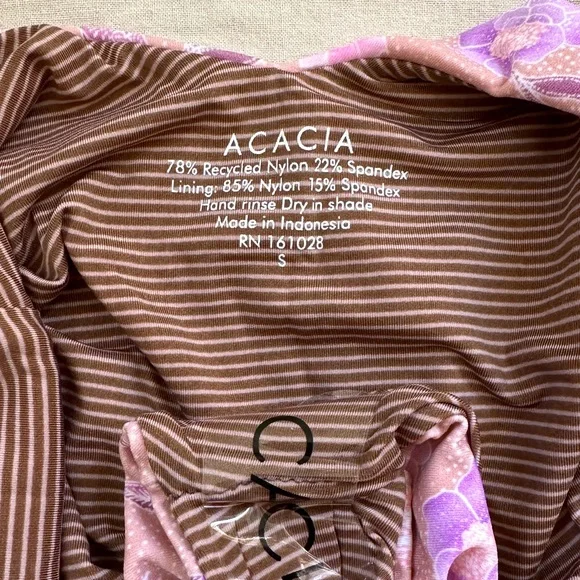 ACACIA
78% Recycled Nylon 22% Spandex
Lining: 85% Nylon 15% Spandex
Hand rinse Dry in shade
Made in Indonesia
RN 161028
S
CACI